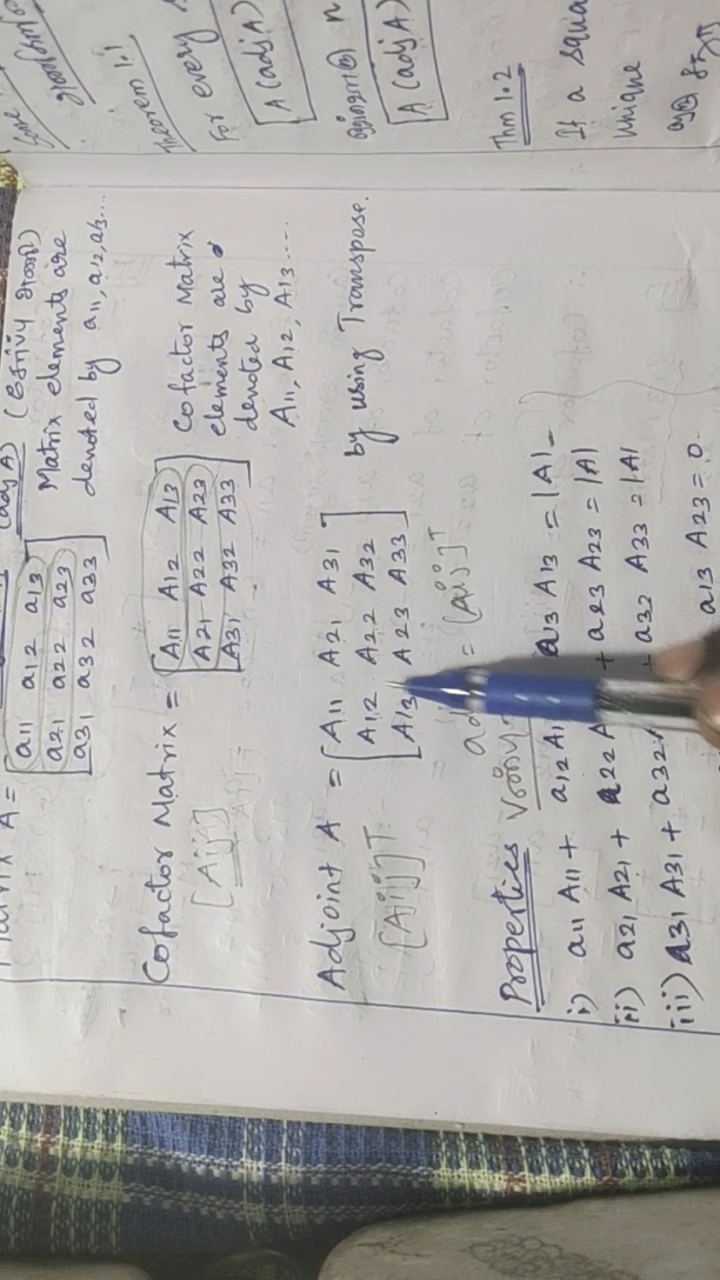 Matrix A = [ a11 a12 a13
a21 a22 a23
a31 a32 a33 ]
(adj A)
Matrix elements are
denoted by a11, a12, a13...
Cofactor Matrix = [ A11 A12 A13
A21 A22 A23
A31 A32 A33 ]
[Aij]
Cofactor Matrix
elements are
denoted by
A11, A12, A13....
Adjoint A = [ A11 A21 A31
A12 A22 A32
A13 A23 A33 ] by using Transpose.
[Aij]T
= [Aij]T
Properties
i) a11 A11 + a12 A1 a13 A13 = |A|
ii) a21 A21 + a22 A + a23 A23 = |A|
iii) a31 A31 + a32 + a32 A33 = |A|
a13 A23 = 0
Theorem 1.1
For every
A (adj A)
n
A (adj A)
Thm 1.2
If a squa
unique